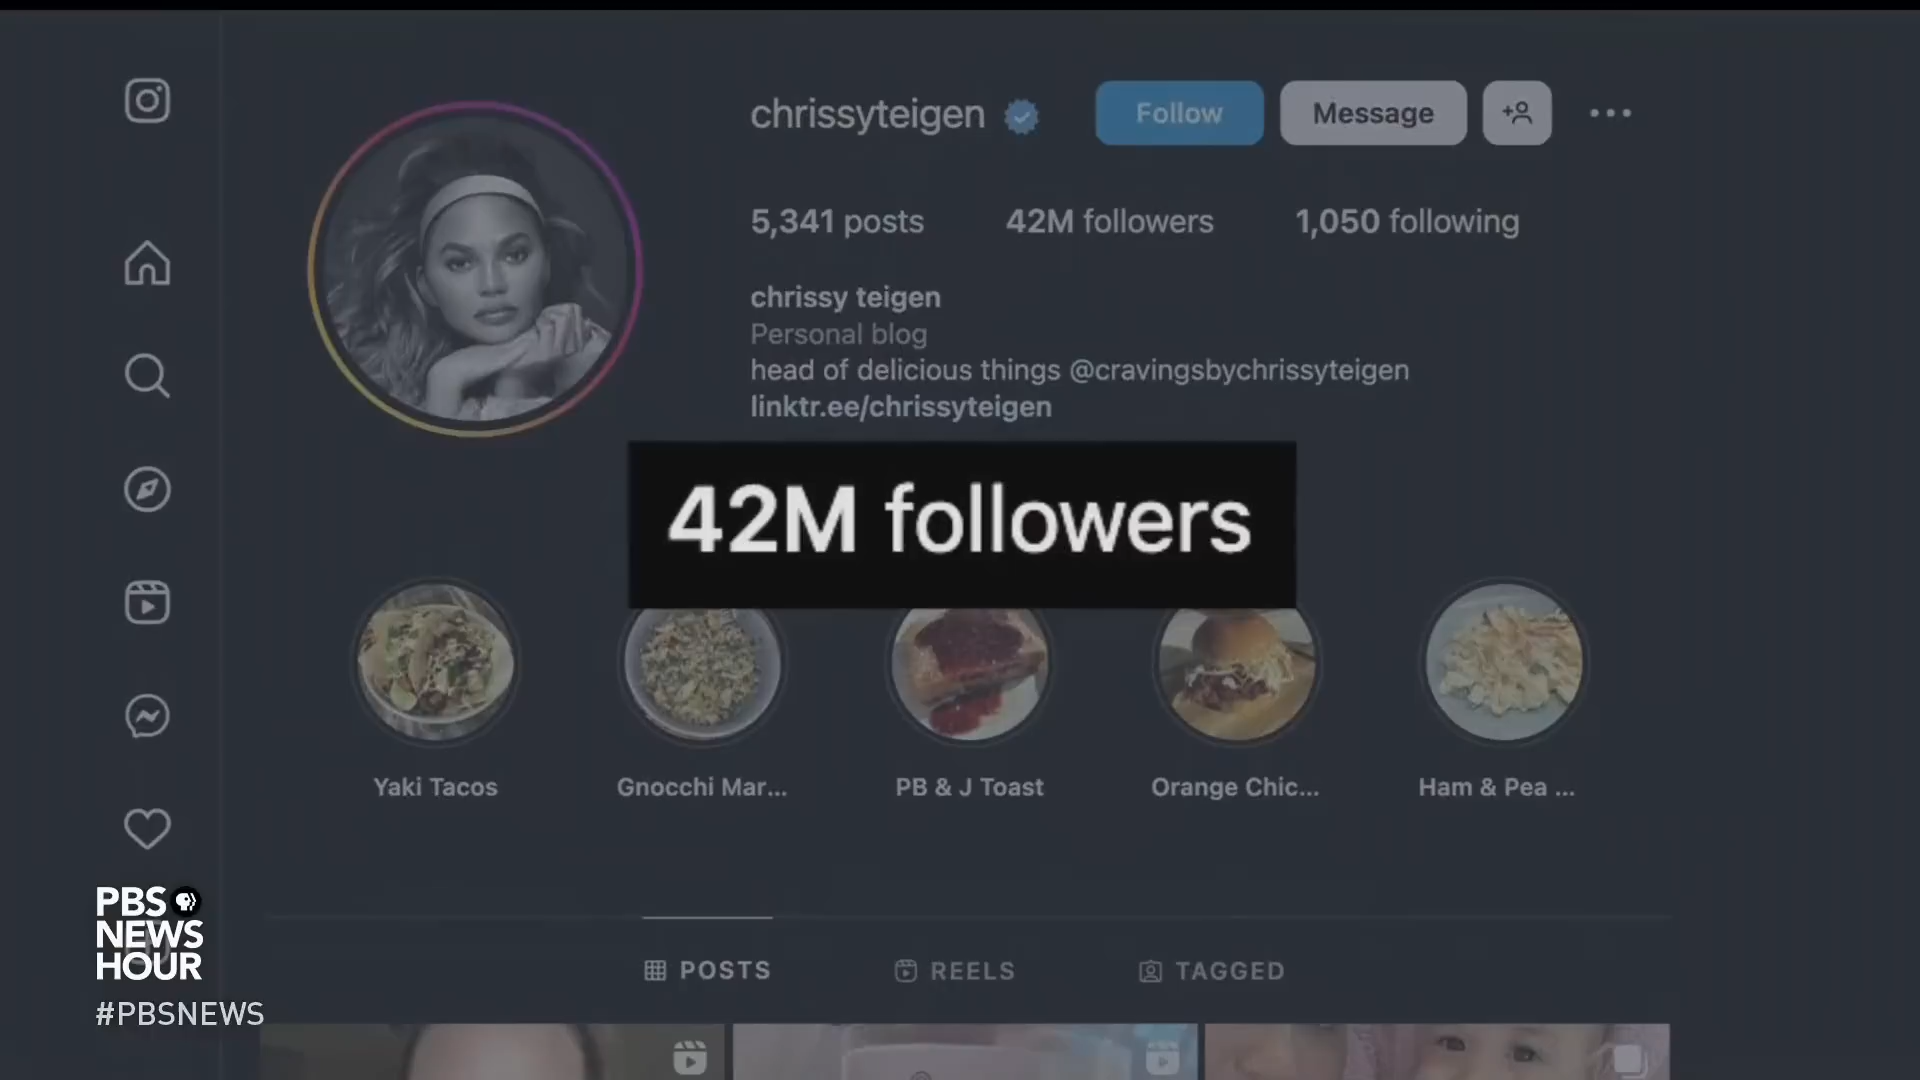 chrissyteigen
Follow
Message
5,341 posts
42M followers
1,050 following
chrissy teigen
Personal blog
head of delicious things @cravingsbychrissyteigen
linktr.ee/chrissyteigen
42M followers
Yaki Tacos
Gnocchi Mar...
PB & J Toast
Orange Chic...
Ham & Pea ...
PBS
NEWS
HOUR
#PBSNEWS
POSTS
REELS
TAGGED